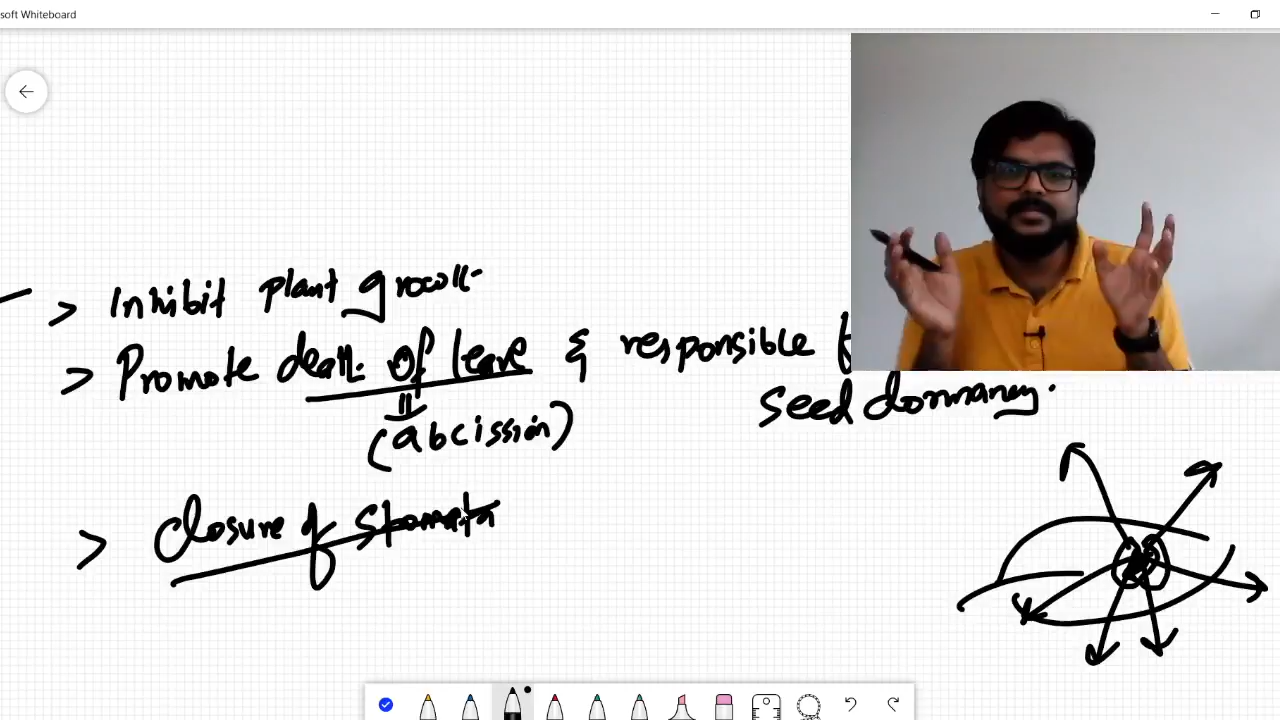 soft Whiteboard
> Inhibit plant growth
> Promote death of leave & responsible f
seed dormancy.
(abcission)
> closure of stomata